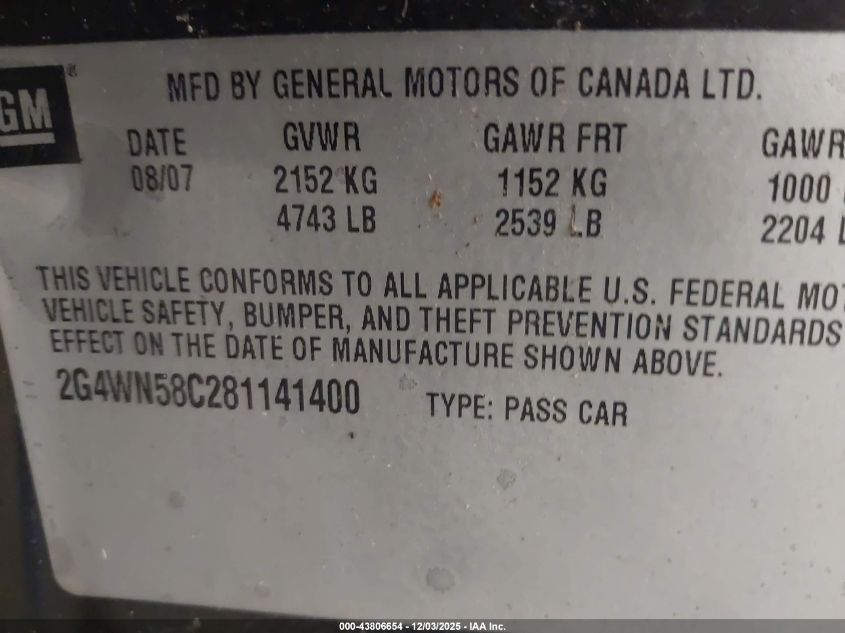 GM®
MFD BY GENERAL MOTORS OF CANADA LTD.
DATE GVWR GAWR FRT GAWR
08/07 2152 KG 1152 KG 1000
4743 LB 2539 LB 2204 L
THIS VEHICLE CONFORMS TO ALL APPLICABLE U.S. FEDERAL MOT
VEHICLE SAFETY, BUMPER, AND THEFT PREVENTION STANDARDS
EFFECT ON THE DATE OF MANUFACTURE SHOWN ABOVE.
2G4WN58C281141400 TYPE: PASS CAR
000-43806654 - 12/03/2025 - IAA Inc.